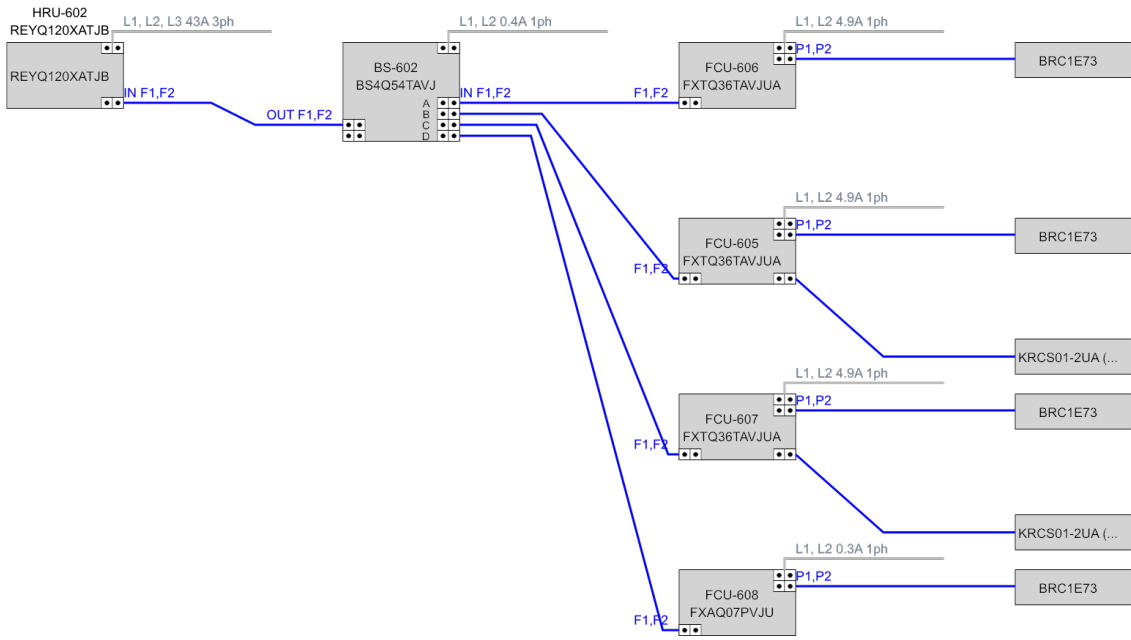 HRU-602
REYQ120XATJB
L1, L2, L3 43A 3ph
REYQ120XATJB
IN F1,F2
OUT F1,F2
L1, L2 0.4A 1ph
BS-602
BS4Q54TAVJ
A
B
C
D
IN F1,F2
F1,F2
L1, L2 4.9A 1ph
FCU-606
FXTQ36TAVJUA
P1,P2
BRC1E73
L1, L2 4.9A 1ph
FCU-605
FXTQ36TAVJUA
F1,F2
P1,P2
BRC1E73
KRCS01-2UA (...
L1, L2 4.9A 1ph
FCU-607
FXTQ36TAVJUA
F1,F2
P1,P2
BRC1E73
KRCS01-2UA (...
L1, L2 0.3A 1ph
FCU-608
FXAQ07PVJU
F1,F2
P1,P2
BRC1E73